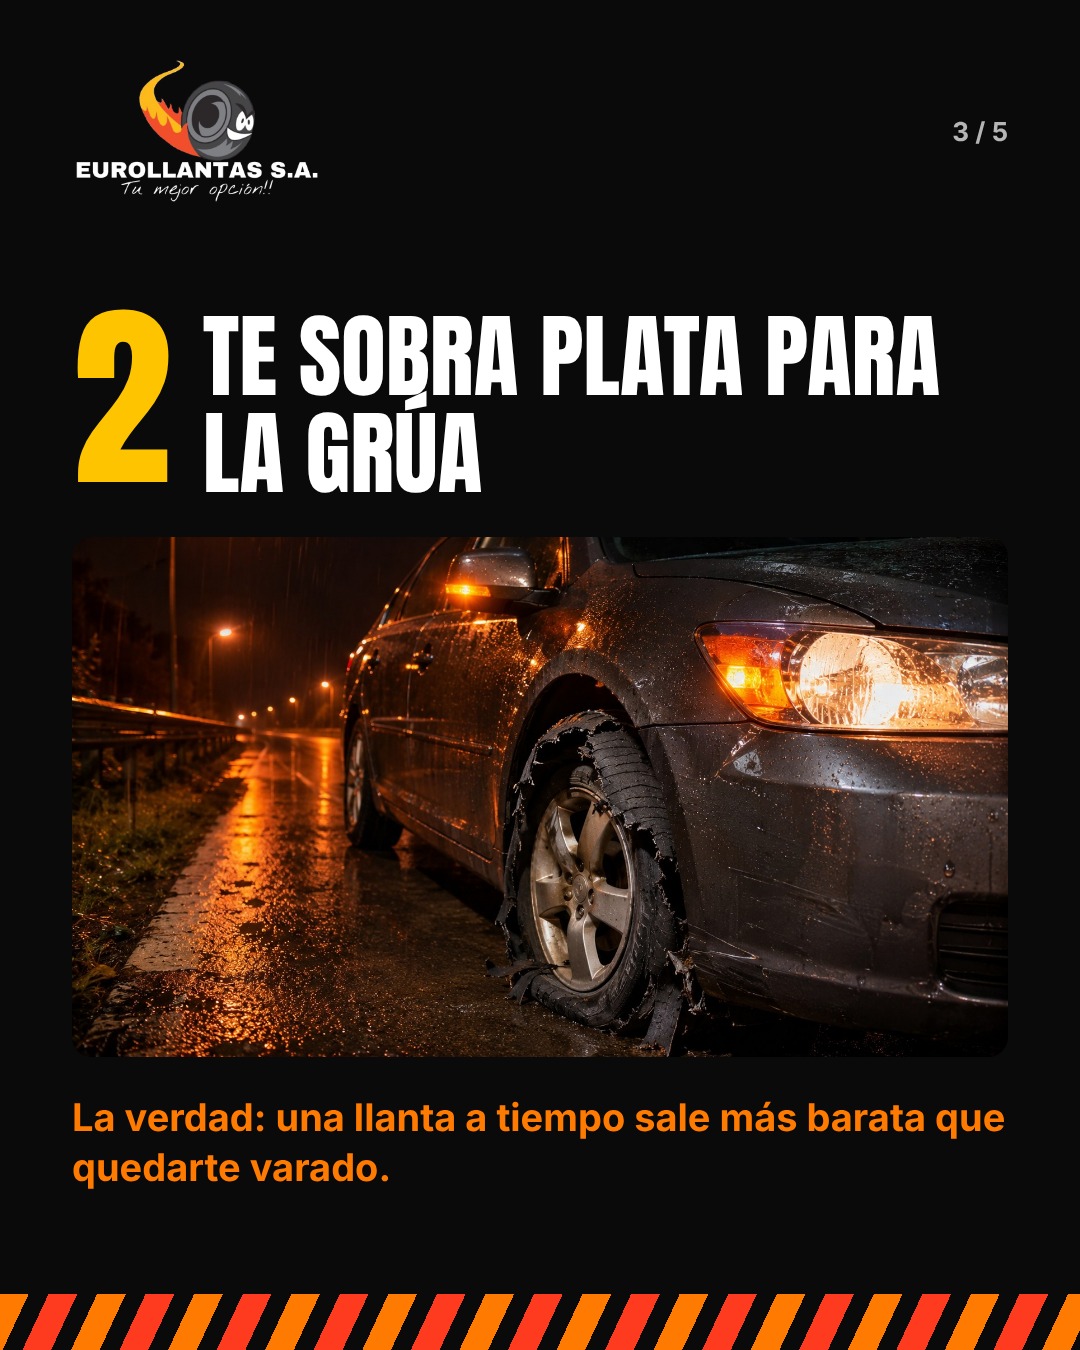 EUROLLANTAS S.A.
Tu mejor opción!!
3 / 5
2
TE SOBRA PLATA PARA
LA GRÚA
La verdad: una llanta a tiempo sale más barata que
quedarte varado.